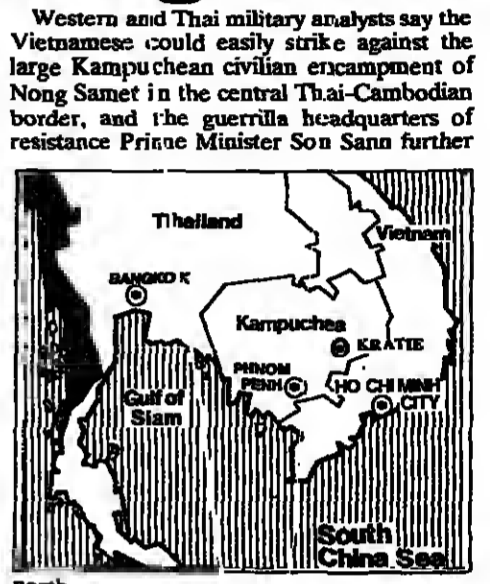 Western and Thai military analysts say the
Vietnamese could easily strike against the
large Kampuchean civilian encampment of
Nong Samet in the central Thai-Cambodian
border, and the guerrilla headquarters of
resistance Prime Minister Son Sann further
Thailand
Vietnam
BANGKOK
Kampuchea
KRATIE
PHNOM
PENH
HO CHI MINH
CITY
Gulf of
Siam
South
China Sea